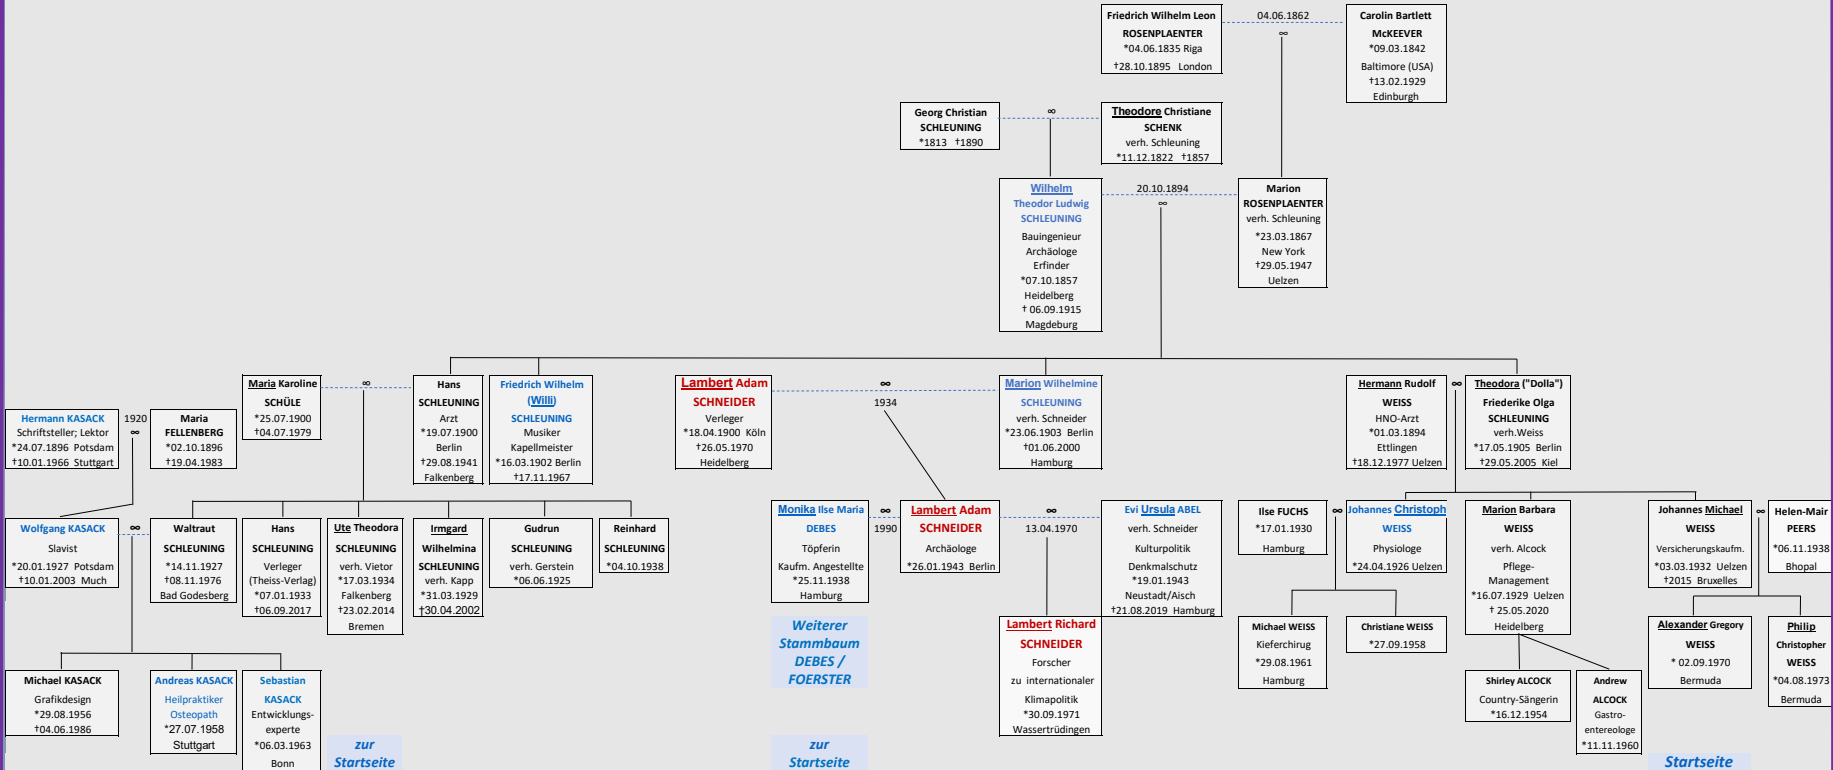 Friedrich Wilhelm Leon
ROSENPLAENTER
*04.06.1835 Riga
†28.10.1895 London
04.06.1862
∞
Carolin Bartlett
McKEEVER
*09.03.1842
Baltimore (USA)
†13.02.1929
Edinburgh
Georg Christian
SCHLEUNING
*1813 †1890
∞
Theodore Christiane
SCHENK
verh. Schleuning
*11.12.1822 †1857
Wilhelm
Theodor Ludwig
SCHLEUNING
Bauingenieur
Archäologe
Erfinder
*07.10.1857
Heidelberg
† 06.09.1915
Magdeburg
20.10.1894
∞
Marion
ROSENPLAENTER
verh. Schleuning
*23.03.1867
New York
†29.05.1947
Uelzen
Hermann KASACK
Schriftsteller; Lektor
*24.07.1896 Potsdam
†10.01.1966 Stuttgart
1920
∞
Maria
FELLENBERG
*02.10.1896
†19.04.1983
Maria Karoline
SCHÜLE
*25.07.1900
†04.07.1979
∞
Hans
SCHLEUNING
Arzt
*19.07.1900
Berlin
†29.08.1941
Falkenberg
Friedrich Wilhelm
(Willi)
SCHLEUNING
Musiker
Kapellmeister
*16.03.1902 Berlin
†17.11.1967
Lambert Adam
SCHNEIDER
Verleger
*18.04.1900 Köln
†26.05.1970
Heidelberg
∞
1934
Marion Wilhelmine
SCHLEUNING
verh. Schneider
*23.06.1903 Berlin
†01.06.2000
Hamburg
Hermann Rudolf
WEISS
HNO-Arzt
*01.03.1894
Ettlingen
†18.12.1977 Uelzen
∞
Theodora ("Dolla")
Friederike Olga
SCHLEUNING
verh.Weiss
*17.05.1905 Berlin
†29.05.2005 Kiel
Wolfgang KASACK
Slavist
*20.01.1927 Potsdam
†10.01.2003 Much
∞
Waltraut
SCHLEUNING
*14.11.1927
†08.11.1976
Bad Godesberg
Hans
SCHLEUNING
Verleger
(Theiss-Verlag)
*07.01.1933
†06.09.2017
Ute Theodora
SCHLEUNING
verh. Vietor
*17.03.1934
Falkenberg
†23.02.2014
Bremen
Irmgard
Wilhelmina
SCHLEUNING
verh. Kapp
*31.03.1929
†30.04.2002
Gudrun
SCHLEUNING
verh. Gerstein
*06.06.1925
Reinhard
SCHLEUNING
*04.10.1938
Monika Ilse Maria
DEBES
Töpferin
Kaufm. Angestellte
*25.11.1938
Hamburg
∞
1990
Lambert Adam
SCHNEIDER
Archäologe
*26.01.1943 Berlin
∞
13.04.1970
Evi Ursula ABEL
verh. Schneider
Kulturpolitik
Denkmalschutz
*19.01.1943
Neustadt/Aisch
†21.08.2019 Hamburg
Ilse FUCHS
*17.01.1930
Hamburg
∞
Johannes Christoph
WEISS
Physiologe
*24.04.1926 Uelzen
Marion Barbara
WEISS
verh. Alcock
Pflege-
Management
*16.07.1929 Uelzen
† 25.05.2020
Heidelberg
Johannes Michael
WEISS
Versicherungskaufm.
*03.03.1932 Uelzen
†2015 Bruxelles
∞
Helen-Mair
PEERS
*06.11.1938
Bhopal
Michael KASACK
Grafikdesign
*29.08.1956
†04.06.1986
Andreas KASACK
Heilpraktiker
Osteopath
*27.07.1958
Stuttgart
Sebastian
KASACK
Entwicklungs-
experte
*06.03.1963
Bonn
zur
Startseite
Weiterer
Stammbaum
DEBES /
FOERSTER
zur
Startseite
Lambert Richard
SCHNEIDER
Forscher
zu internationaler
Klimapolitik
*30.09.1971
Wassertrüdingen
Michael WEISS
Kieferchirug
*29.08.1961
Hamburg
Christiane WEISS
*27.09.1958
Shirley ALCOCK
Country-Sängerin
*16.12.1954
Andrew
ALCOCK
Gastro-
entereologe
*11.11.1960
Alexander Gregory
WEISS
* 02.09.1970
Bermuda
Philip
Christopher
WEISS
*04.08.1973
Bermuda
Startseite